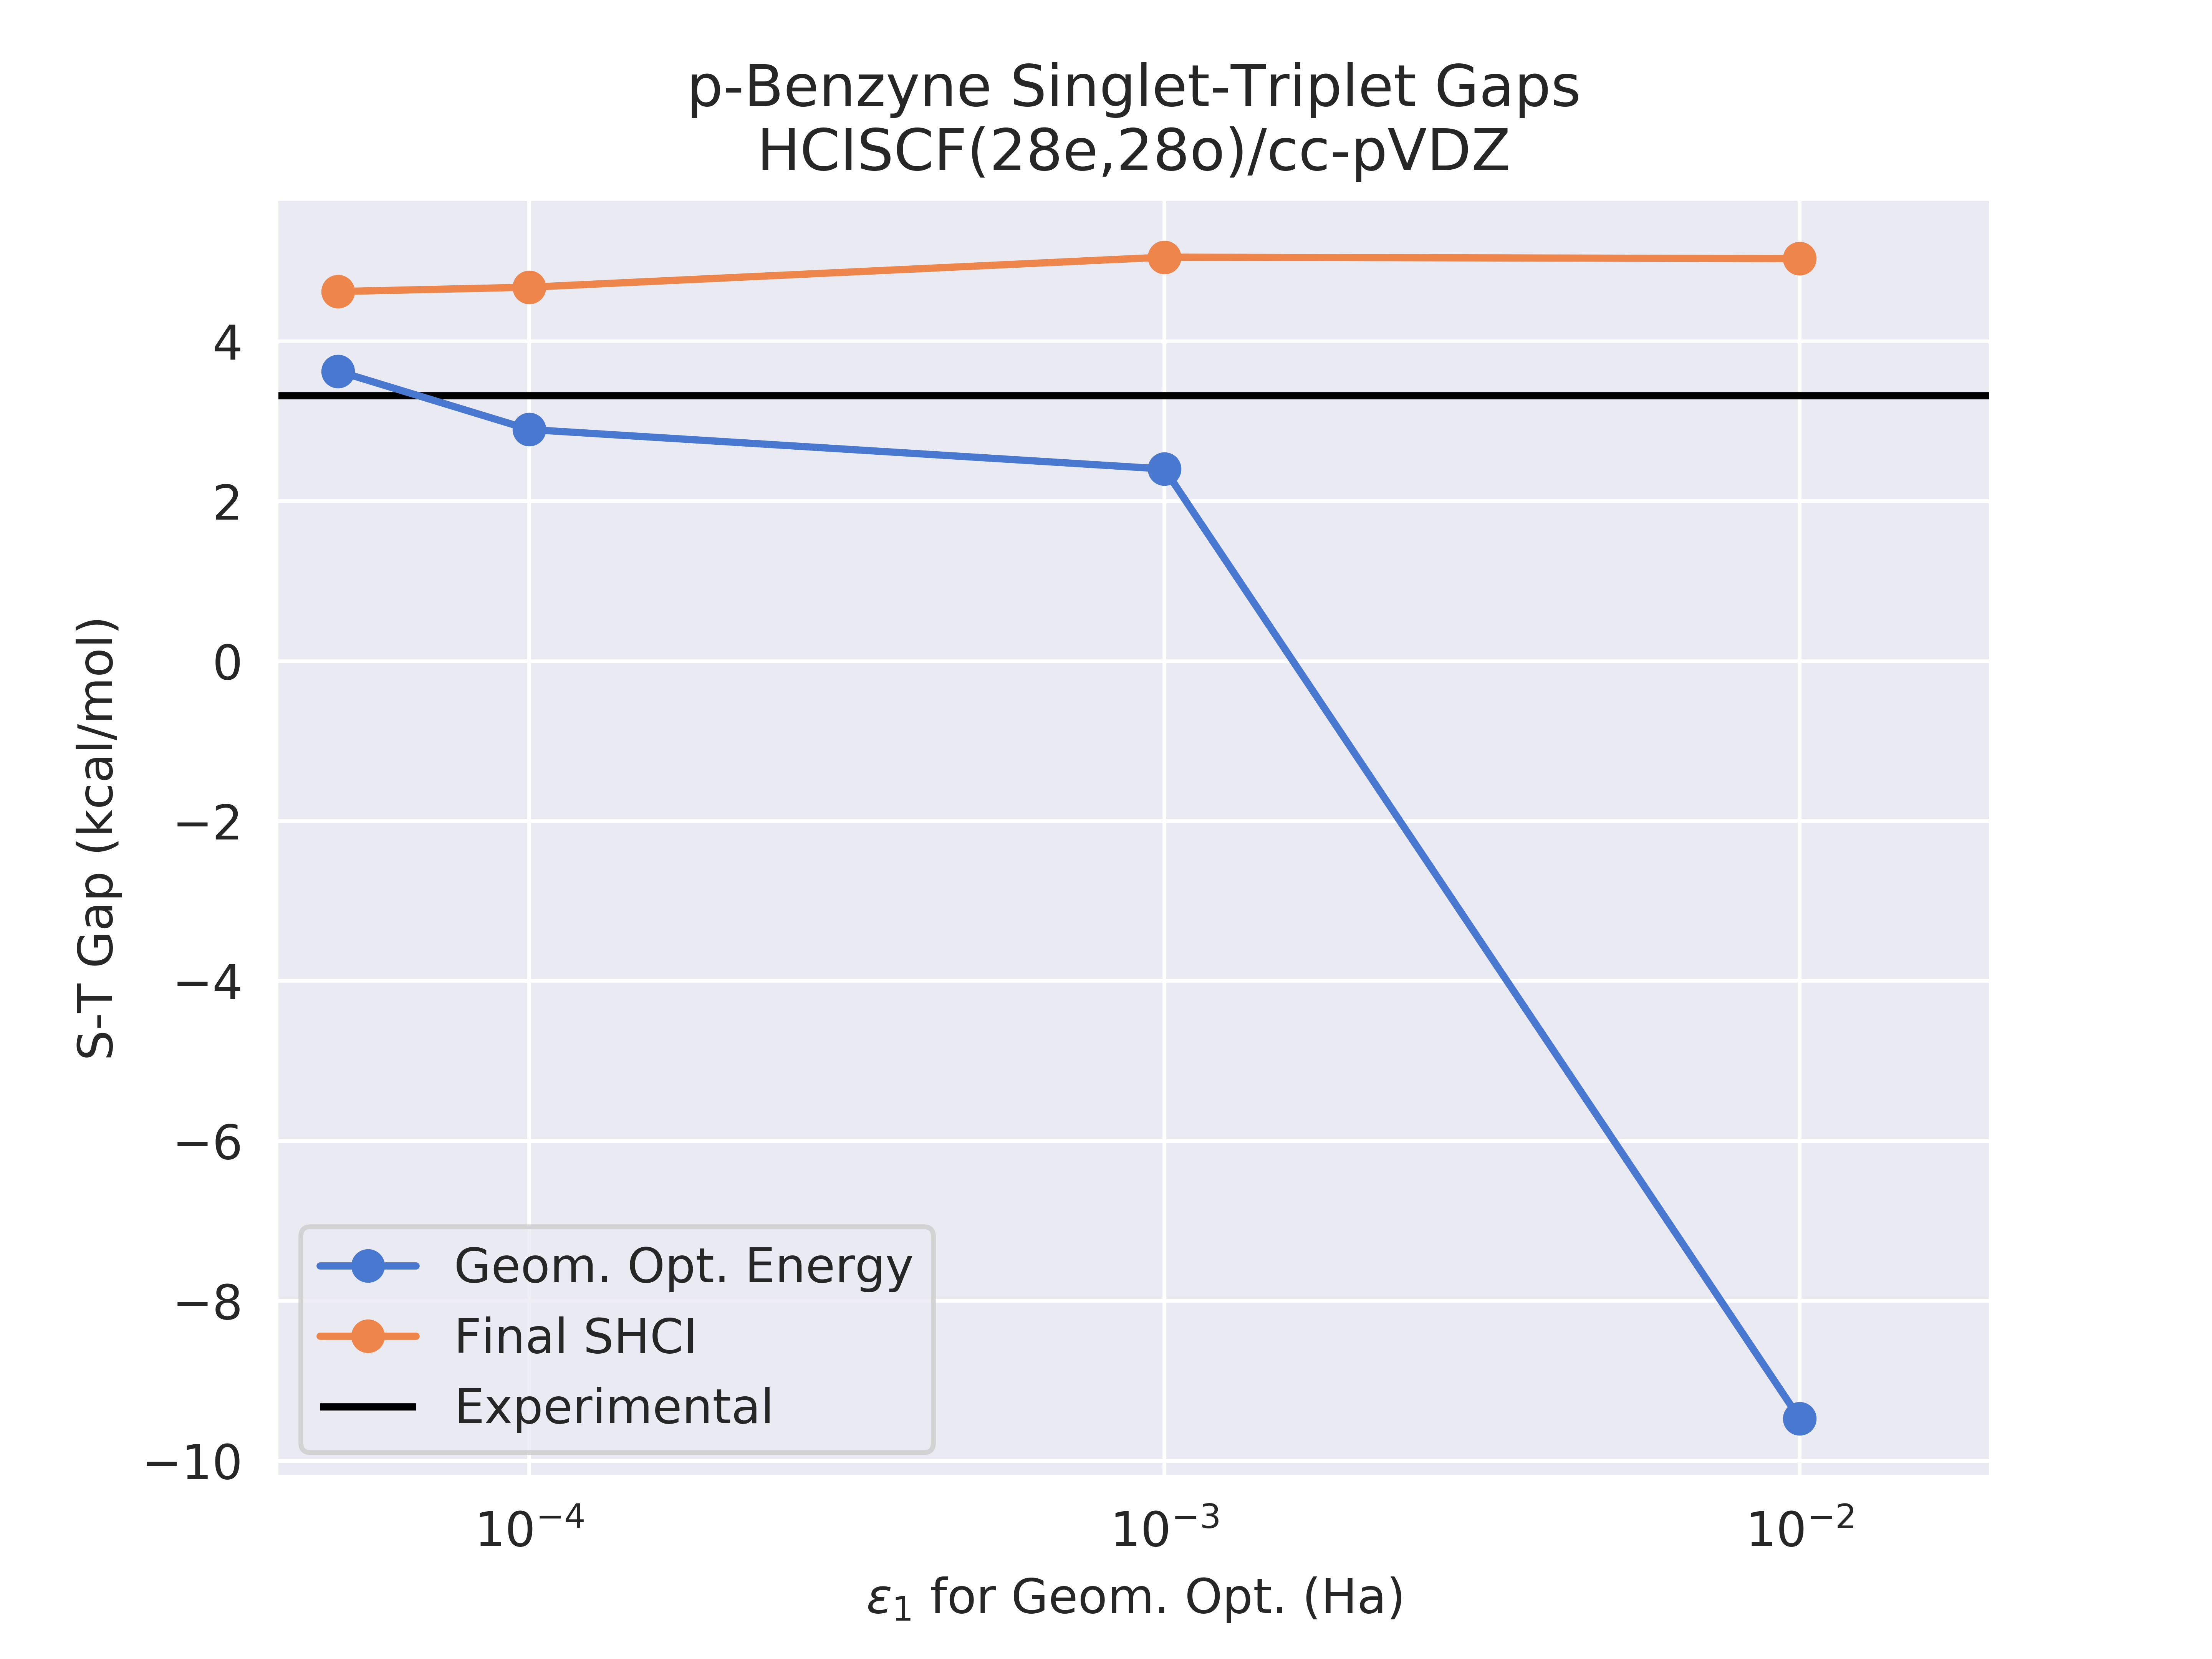 p-Benzyne Singlet-Triplet Gaps
HCISCF(28e,28o)/cc-pVDZ
S-T Gap (kcal/mol)
4
2
0
−2
−4
−6
−8
−10
Geom. Opt. Energy
Final SHCI
Experimental
10⁻⁴ 10⁻³ 10⁻²
ε₁ for Geom. Opt. (Ha)